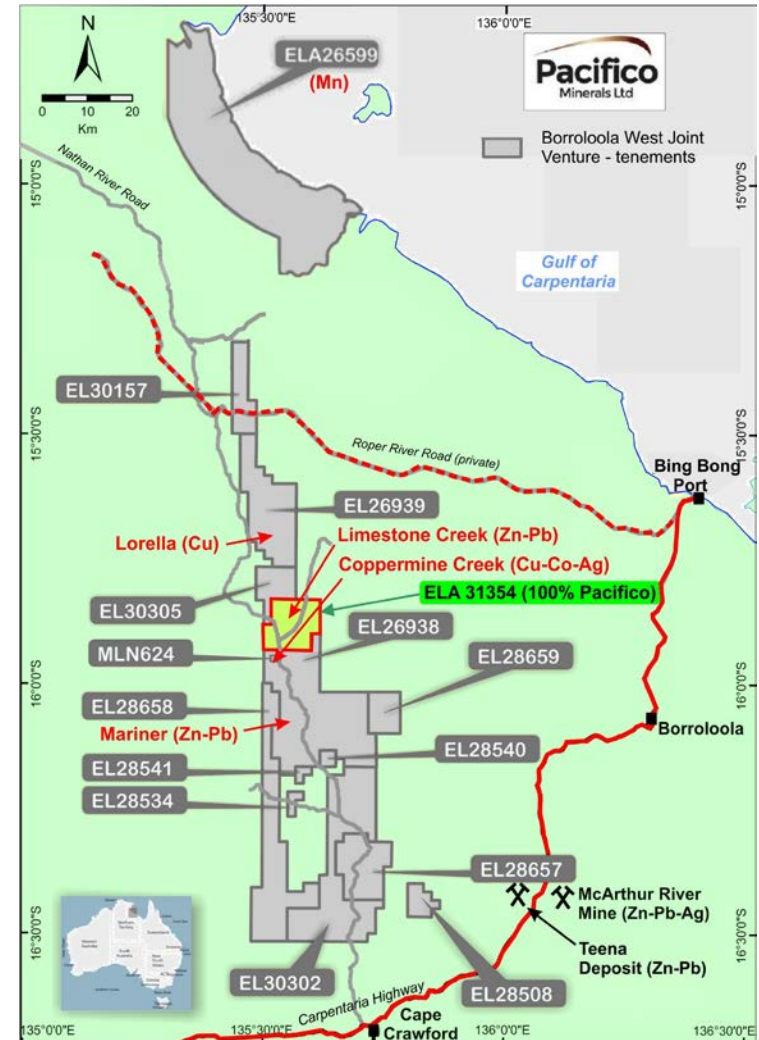 135°30'0"E
136°0'0"E
N
0 10 20
Km
ELA26599
(Mn)
Pacifico
Minerals Ltd
Borroloola West Joint
Venture - tenements
Nathan River Road
15°0'0"S
15°0'0"S
Gulf of
Carpentaria
EL30157
15°30'0"S
15°30'0"S
Roper River Road (private)
Bing Bong
Port
EL26939
Lorella (Cu)
Limestone Creek (Zn-Pb)
Coppermine Creek (Cu-Co-Ag)
EL30305
ELA 31354 (100% Pacifico)
EL26938
MLN624
EL28659
16°0'0"S
16°0'0"S
EL28658
Mariner (Zn-Pb)
Borroloola
EL28540
EL28541
EL28534
EL28657
McArthur River
Mine (Zn-Pb-Ag)
16°30'0"S
16°30'0"S
Teena
Deposit (Zn-Pb)
EL30302
EL28508
Carpentaria Highway
Cape
Crawford
135°0'0"E
135°30'0"E
136°0'0"E
136°30'0"E